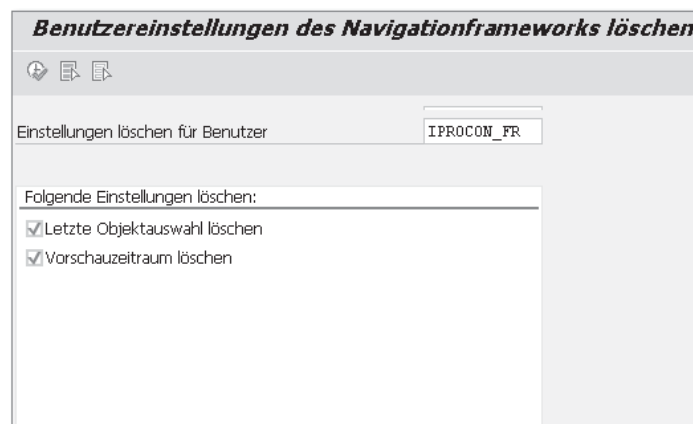 Benutzereinstellungen des Navigationframeworks löschen
Einstellungen löschen für Benutzer IPROCON_FR
Folgende Einstellungen löschen:
Letzte Objektauswahl löschen
Vorschauzeitraum löschen